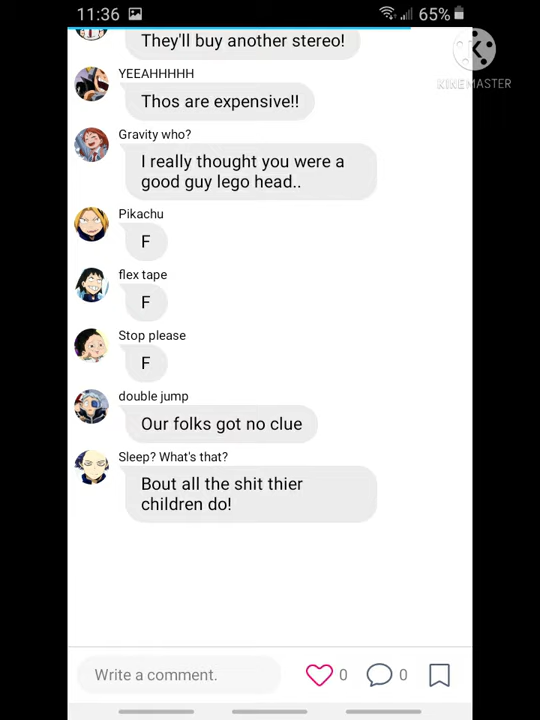 11:36
65%
KINEMASTER
They'll buy another stereo!
YEEAHHHHH
Thos are expensive!!
Gravity who?
I really thought you were a
good guy lego head..
Pikachu
F
flex tape
F
Stop please
F
double jump
Our folks got no clue
Sleep? What's that?
Bout all the shit thier
children do!
Write a comment.
0
0